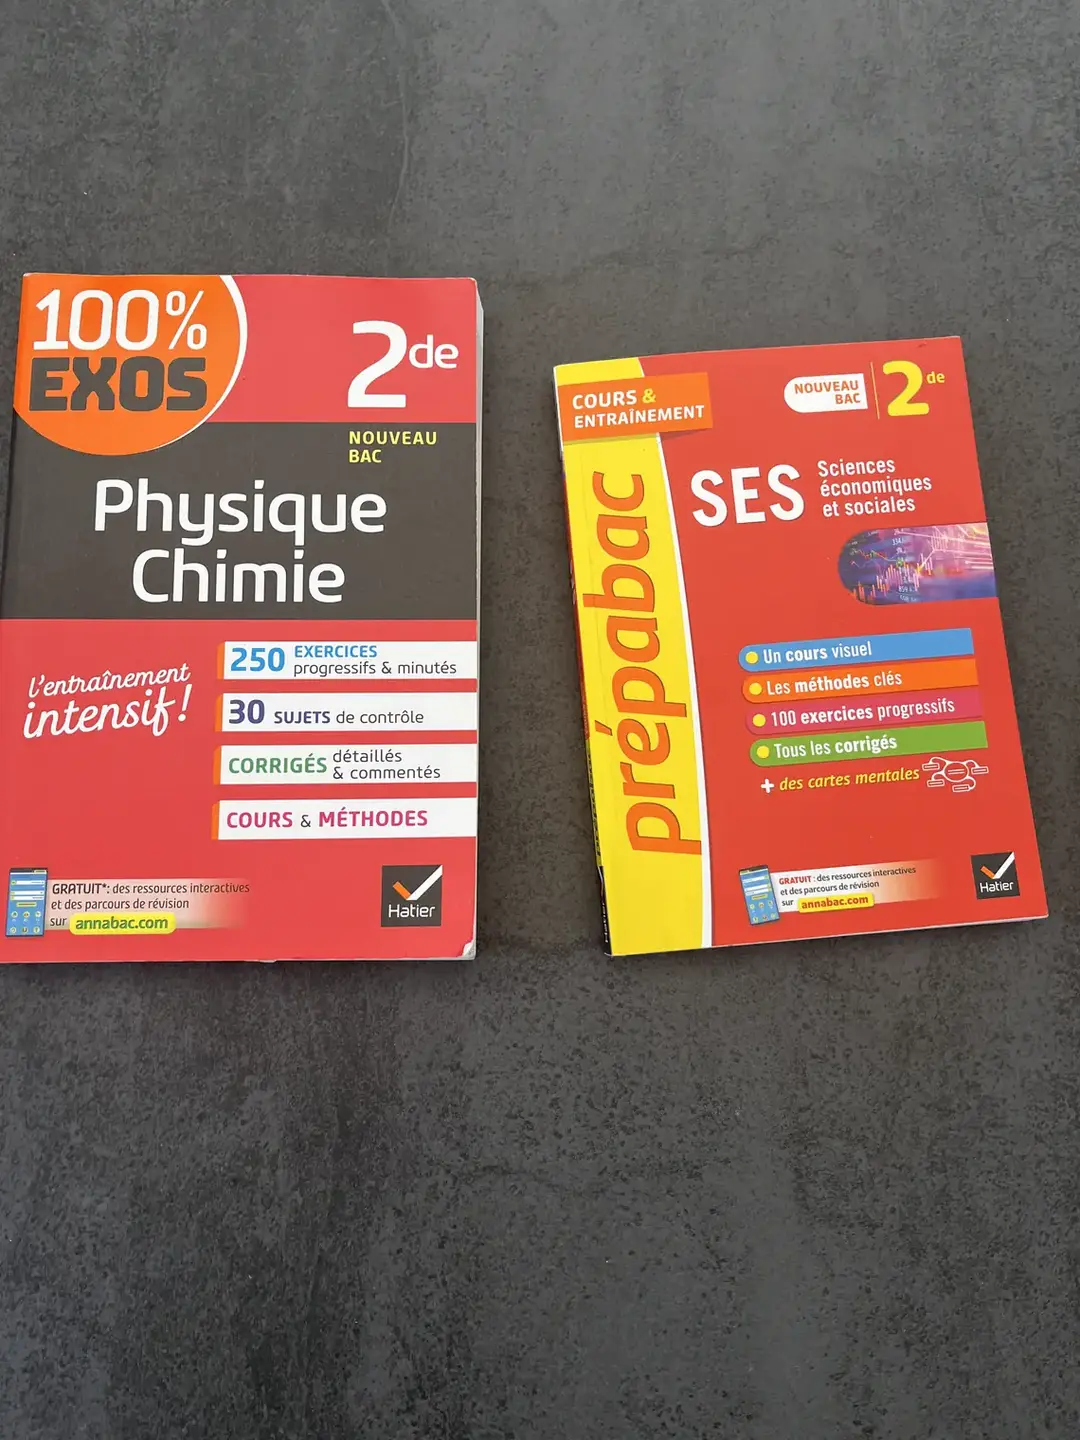 100%
EXOS
2de
NOUVEAU
BAC
Physique
Chimie
l'entraînement
intensif !
250 EXERCICES
progressifs & minutés
30 SUJETS de contrôle
CORRIGÉS détaillés
& commentés
COURS & MÉTHODES
GRATUIT* : des ressources interactives
et des parcours de révision
sur annabac.com
Hatier
COURS &
ENTRAÎNEMENT
NOUVEAU
BAC
2de
prépabac
SES
Sciences
économiques
et sociales
Un cours visuel
Les méthodes clés
100 exercices progressifs
Tous les corrigés
+ des cartes mentales
GRATUIT : des ressources interactives
et des parcours de révision
sur annabac.com
Hatier